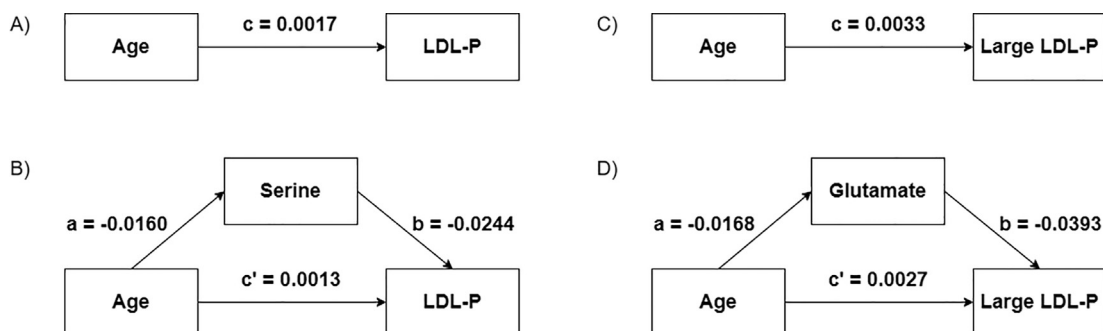 A)
c = 0.0017
Age
LDL-P
C)
c = 0.0033
Age
Large LDL-P
B)
Serine
a = -0.0160
b = -0.0244
c' = 0.0013
Age
LDL-P
D)
Glutamate
a = -0.0168
b = -0.0393
c' = 0.0027
Age
Large LDL-P